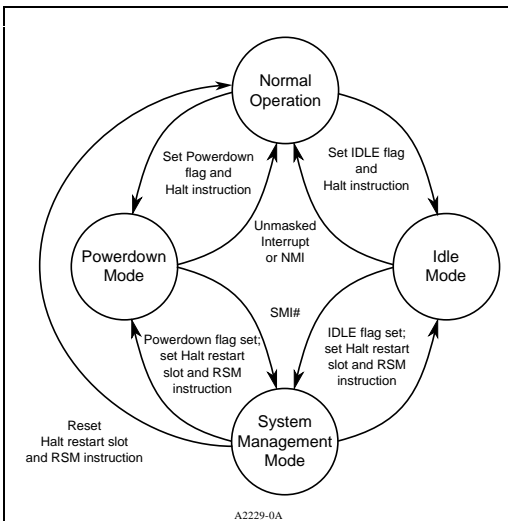 Normal
Operation
Set Powerdown
flag and
Halt instruction
Set IDLE flag
and
Halt instruction
Unmasked
Interrupt
or NMI
Powerdown
Mode
Idle
Mode
SMI#
Powerdown flag set;
set Halt restart
slot and RSM
instruction
IDLE flag set;
set Halt restart
slot and RSM
instruction
System
Management
Mode
Reset
Halt restart slot
and RSM instruction
A2229-0A